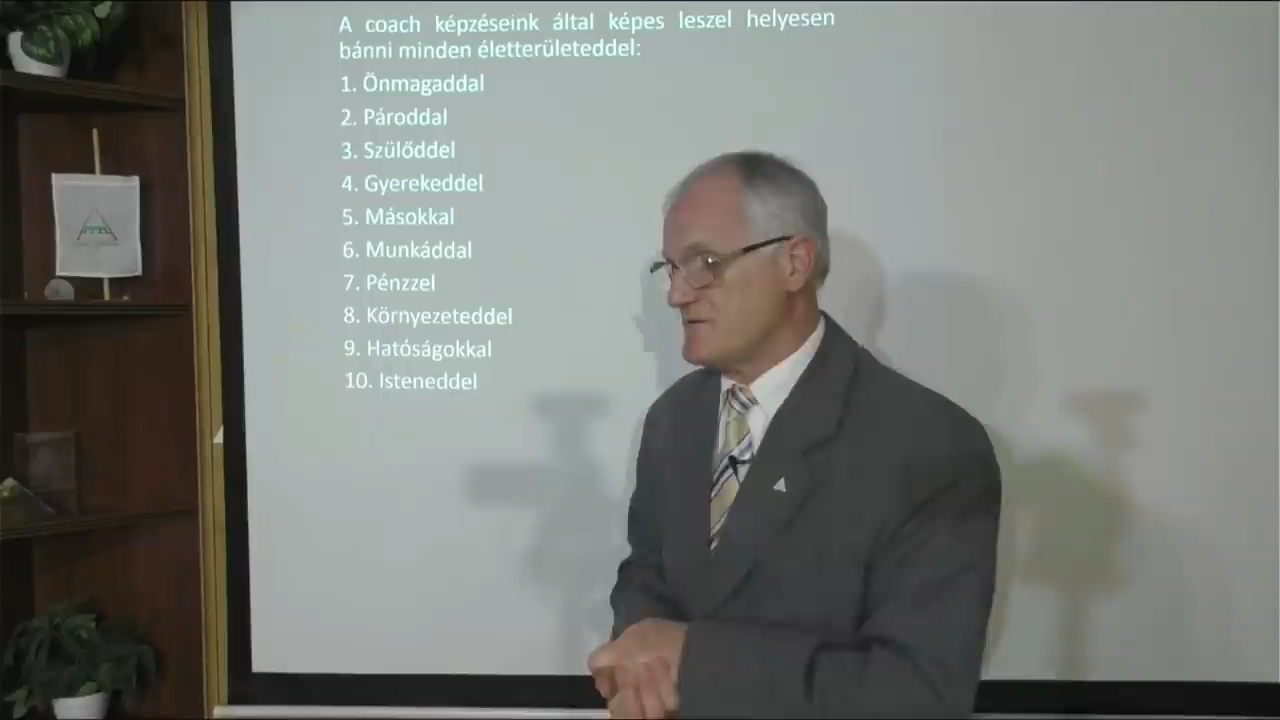 A coach képzéseink által képes leszel helyesen
bánni minden életterületeddel:
1. Önmagaddal
2. Pároddal
3. Szülőddel
4. Gyerekeddel
5. Másokkal
6. Munkáddal
7. Pénzzel
8. Környezeteddel
9. Hatóságokkal
10. Isteneddel